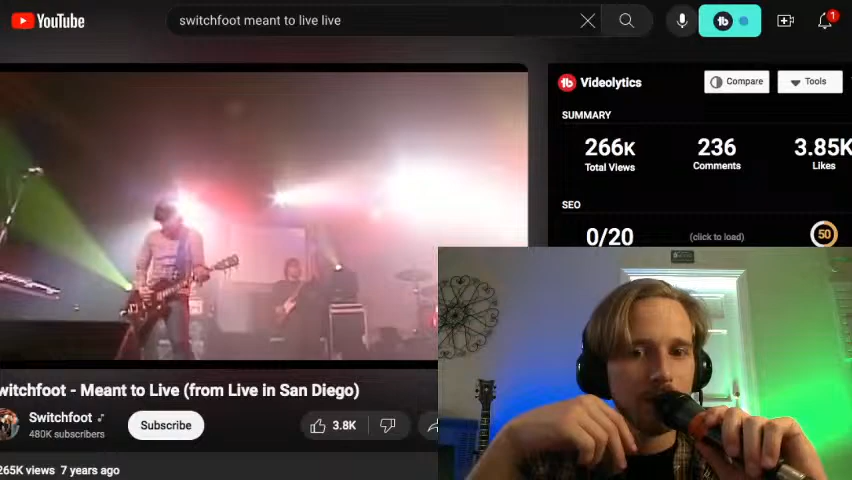 YouTube
switchfoot meant to live live
1
Videolytics
Compare
Tools
SUMMARY
266K
236
3.85K
Total Views
Comments
Likes
SEO
0/20
(click to load)
50
witchfoot - Meant to Live (from Live in San Diego)
Switchfoot
480K subscribers
Subscribe
3.8K
265K views 7 years ago